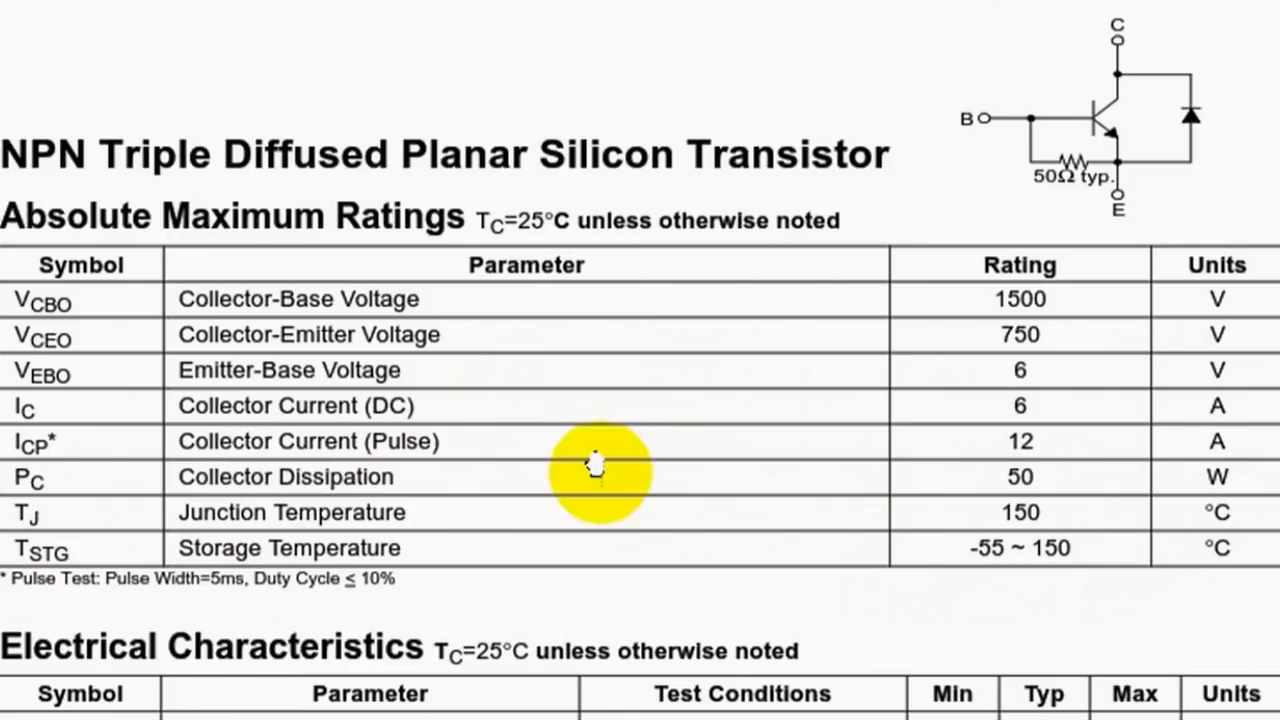 C
B
50Ω typ.
E
NPN Triple Diffused Planar Silicon Transistor
Absolute Maximum Ratings TC=25°C unless otherwise noted
Symbol Parameter Rating Units
VCBO Collector-Base Voltage 1500 V
VCEO Collector-Emitter Voltage 750 V
VEBO Emitter-Base Voltage 6 V
IC Collector Current (DC) 6 A
ICP* Collector Current (Pulse) 12 A
PC Collector Dissipation 50 W
TJ Junction Temperature 150 °C
TSTG Storage Temperature -55 ~ 150 °C
* Pulse Test: Pulse Width=5ms, Duty Cycle ≤ 10%
Electrical Characteristics TC=25°C unless otherwise noted
Symbol Parameter Test Conditions Min Typ Max Units